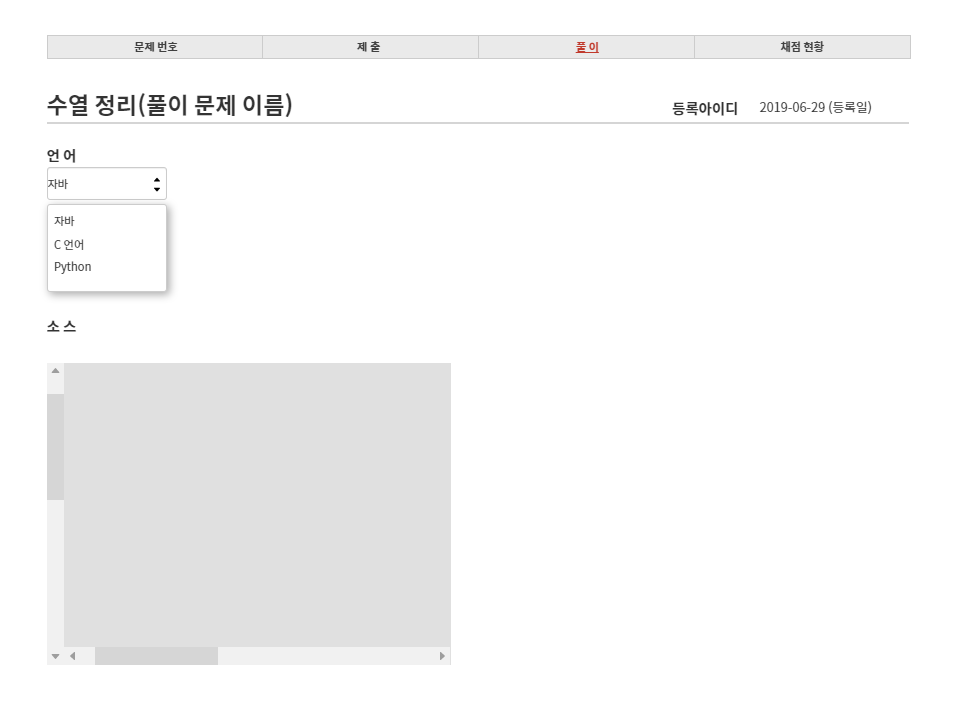 문제 번호 제 출 풀 이 채점 현황
수열 정리(풀이 문제 이름) 등록아이디 2019-06-29 (등록일)
언 어
자바
자바
C 언어
Python
소 스